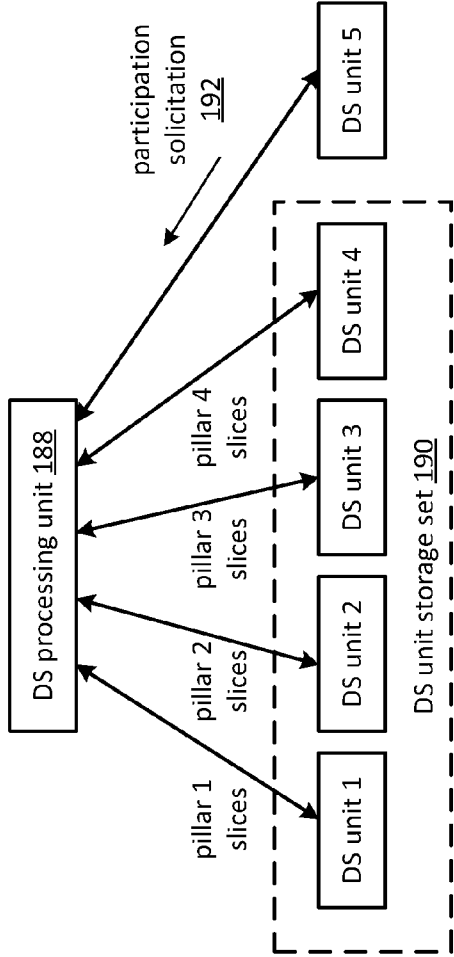 DS processing unit 188
participation
solicitation
192
pillar 1
slices
pillar 2
slices
pillar 3
slices
pillar 4
slices
DS unit 1
DS unit 2
DS unit 3
DS unit 4
DS unit 5
DS unit storage set 190